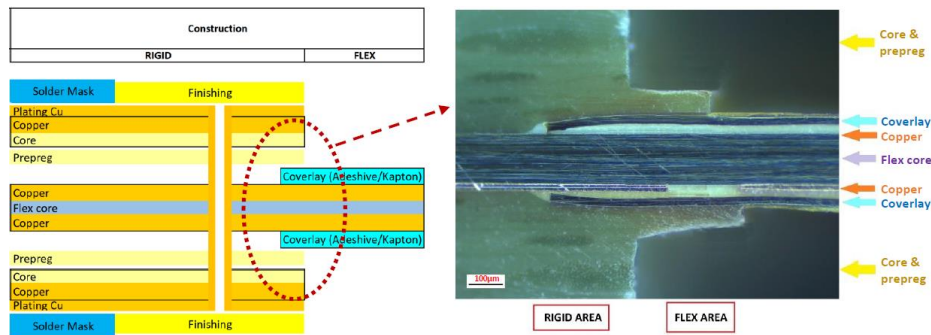 Construction
RIGID
FLEX
Solder Mask
Finishing
Plating Cu
Copper
Core
Prepreg
Coverlay (Adeshive/Kapton)
Copper
Flex core
Copper
Coverlay (Adeshive/Kapton)
Prepreg
Core
Copper
Plating Cu
Solder Mask
Finishing
Core &
prepreg
Coverlay
Copper
Flex core
Copper
Coverlay
Core &
prepreg
100μm
RIGID AREA
FLEX AREA